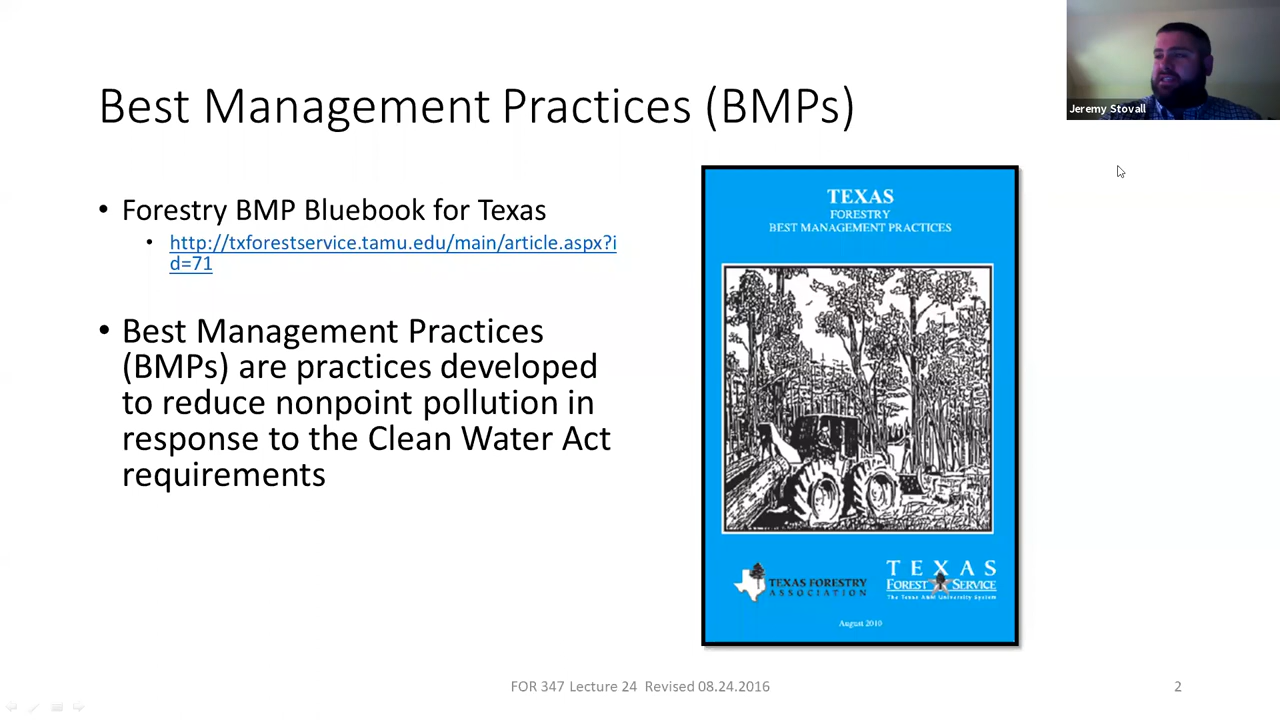 Best Management Practices (BMPs)
Jeremy Stovall
• Forestry BMP Bluebook for Texas
• http://txforestservice.tamu.edu/main/article.aspx?i
d=71
• Best Management Practices
(BMPs) are practices developed
to reduce nonpoint pollution in
response to the Clean Water Act
requirements
TEXAS
FORESTRY
BEST MANAGEMENT PRACTICES
TEXAS FORESTRY
ASSOCIATION
TEXAS
FOREST SERVICE
The Texas A&M University System
August 2010
FOR 347 Lecture 24 Revised 08.24.2016
2